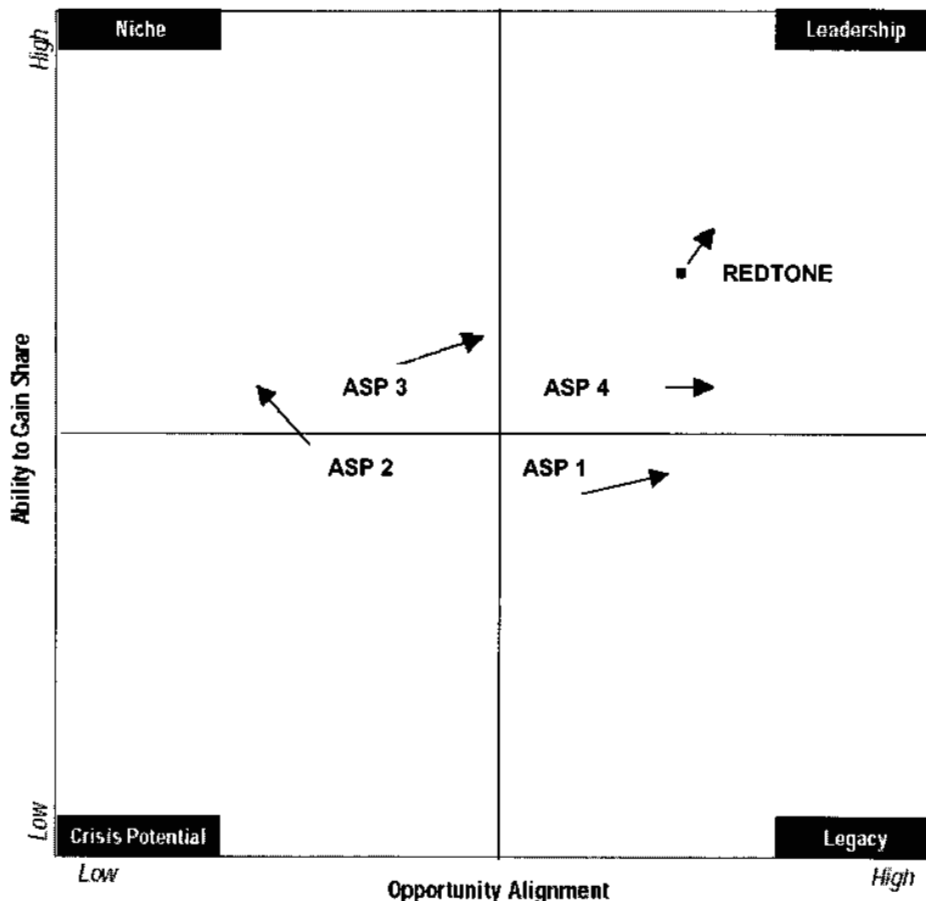 Niche
Leadership
High
REDTONE
ASP 3
ASP 4
Ability to Gain Share
ASP 2
ASP 1
Low
Crisis Potential
Legacy
Low
Opportunity Alignment
High